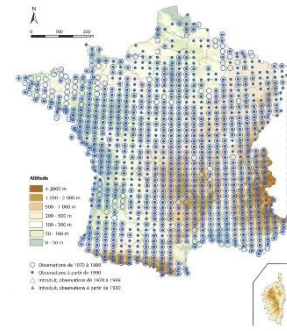 N
0 100 200
Altitude
> 2000 m
1 000 - 2 000 m
500 - 1 000 m
200 - 500 m
100 - 200 m
50 - 100 m
0 - 50 m
Observations de 1970 à 1989
Observations à partir de 1990
Introduit, observations de 1970 à 1989
Introduit, observations à partir de 1990